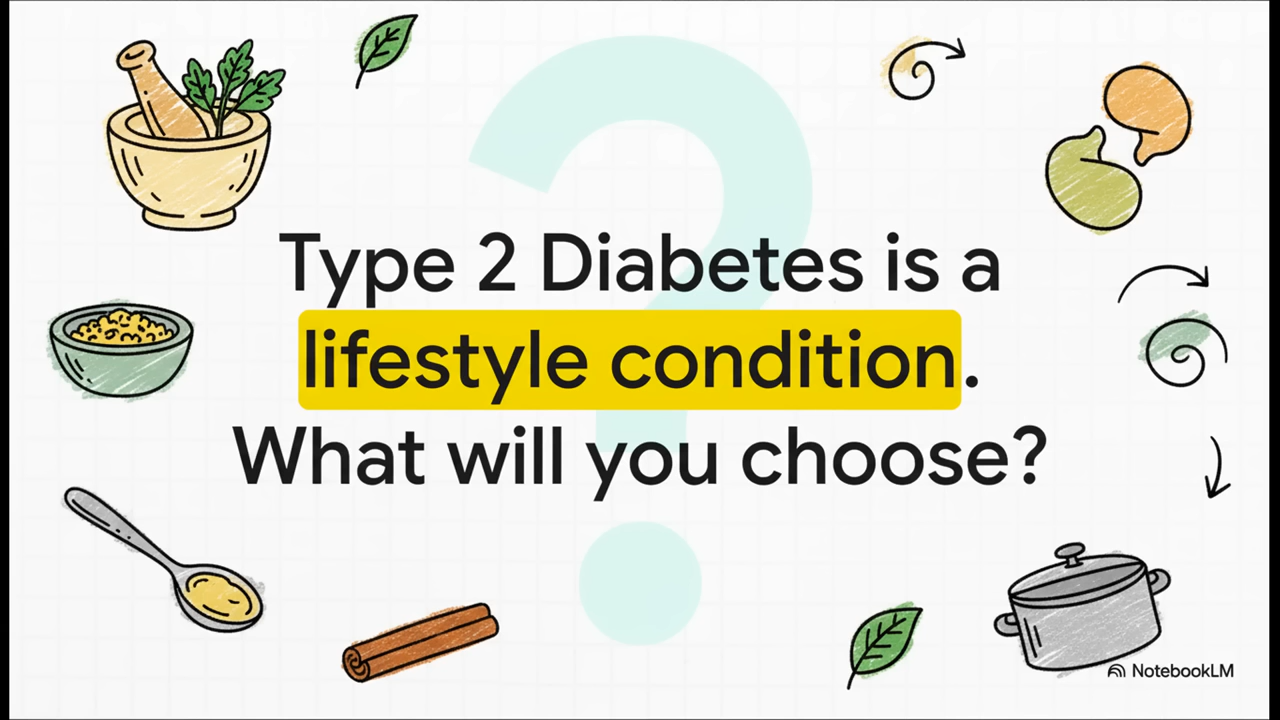 Type 2 Diabetes is a
lifestyle condition.
What will you choose?
NotebookLM